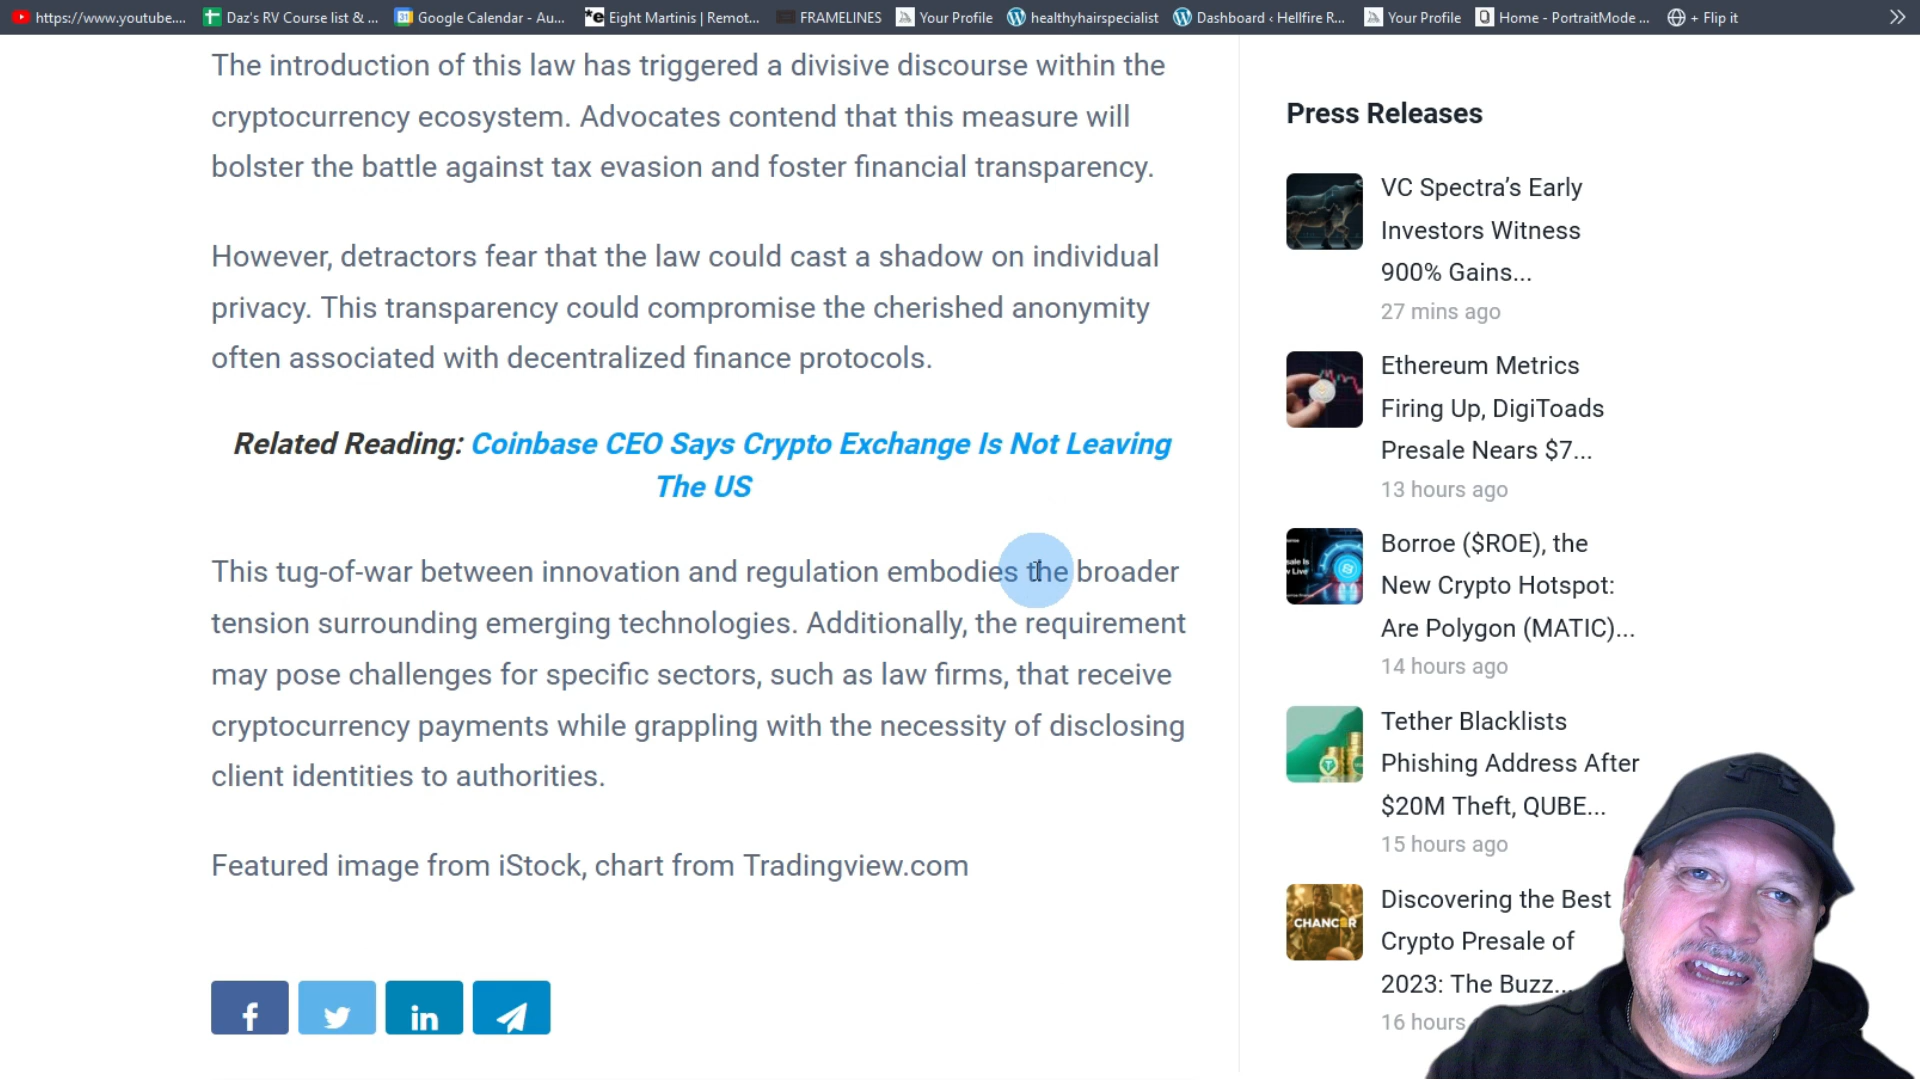 https://www.youtube....
Daz's RV Course list & ...
Google Calendar - Au...
Eight Martinis | Remot...
FRAMELINES
Your Profile
healthyhairspecialist
Dashboard ‹ Hellfire R...
Your Profile
Home - PortraitMode ...
+ Flip it
The introduction of this law has triggered a divisive discourse within the
cryptocurrency ecosystem. Advocates contend that this measure will
bolster the battle against tax evasion and foster financial transparency.
However, detractors fear that the law could cast a shadow on individual
privacy. This transparency could compromise the cherished anonymity
often associated with decentralized finance protocols.
Related Reading: Coinbase CEO Says Crypto Exchange Is Not Leaving
The US
This tug-of-war between innovation and regulation embodies the broader
tension surrounding emerging technologies. Additionally, the requirement
may pose challenges for specific sectors, such as law firms, that receive
cryptocurrency payments while grappling with the necessity of disclosing
client identities to authorities.
Featured image from iStock, chart from Tradingview.com
Press Releases
VC Spectra’s Early
Investors Witness
900% Gains...
27 mins ago
Ethereum Metrics
Firing Up, DigiToads
Presale Nears $7...
13 hours ago
Borroe ($ROE), the
New Crypto Hotspot:
Are Polygon (MATIC)...
14 hours ago
Tether Blacklists
Phishing Address After
$20M Theft, QUBE...
15 hours ago
CHANCER
Discovering the Best
Crypto Presale of
2023: The Buzz...
16 hours